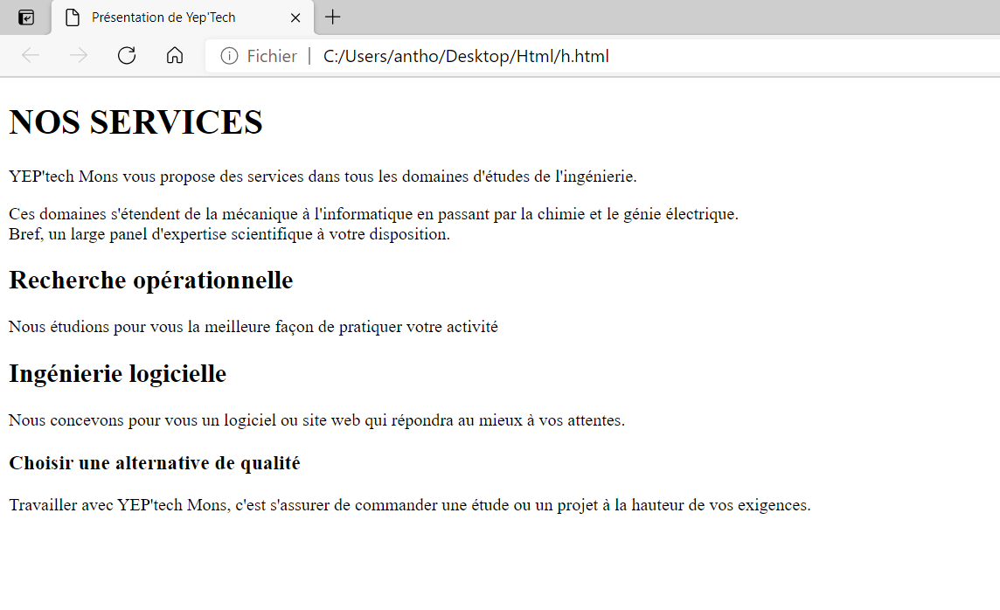 Présentation de Yep'Tech
Fichier | C:/Users/antho/Desktop/Html/h.html
NOS SERVICES
YEP'tech Mons vous propose des services dans tous les domaines d'études de l'ingénierie.
Ces domaines s'étendent de la mécanique à l'informatique en passant par la chimie et le génie électrique.
Bref, un large panel d'expertise scientifique à votre disposition.
Recherche opérationnelle
Nous étudions pour vous la meilleure façon de pratiquer votre activité
Ingénierie logicielle
Nous concevons pour vous un logiciel ou site web qui répondra au mieux à vos attentes.
Choisir une alternative de qualité
Travailler avec YEP'tech Mons, c'est s'assurer de commander une étude ou un projet à la hauteur de vos exigences.